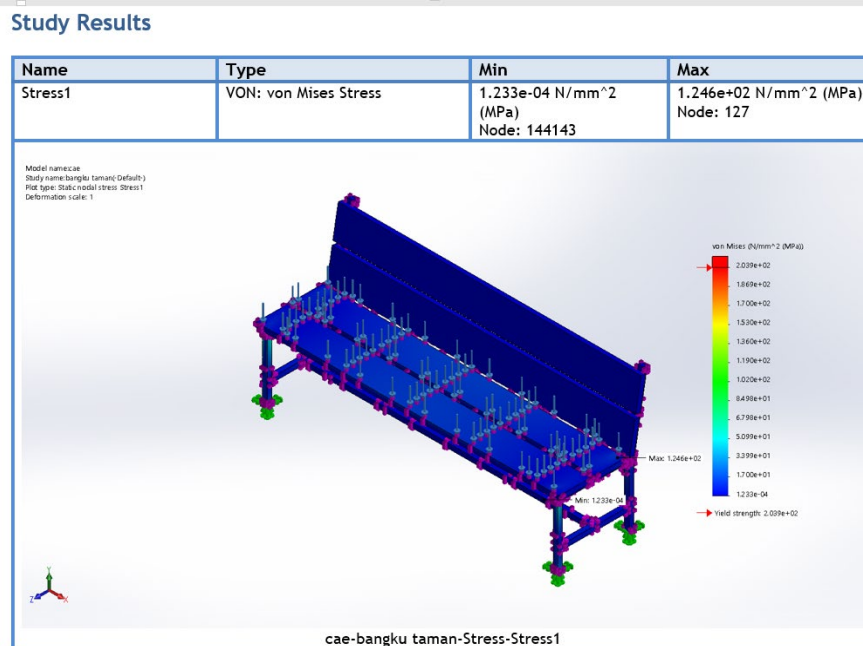 Study Results
Name Type Min Max
Stress1 VON: von Mises Stress 1.233e-04 N/mm^2 1.246e+02 N/mm^2 (MPa)
(MPa) Node: 127
Node: 144143
Model name:cae
Study name:bangku taman(-Default-)
Plot type: Static nodal stress Stress1
Deformation scale: 1
von Mises (N/mm^2 (MPa))
2.039e+02
1.869e+02
1.700e+02
1.530e+02
1.360e+02
1.190e+02
1.020e+02
8.498e+01
6.798e+01
5.099e+01
3.399e+01
1.700e+01
1.233e-04
Yield strength: 2.039e+02
Max: 1.246e+02
Min: 1.233e-04
Y
Z X
cae-bangku taman-Stress-Stress1